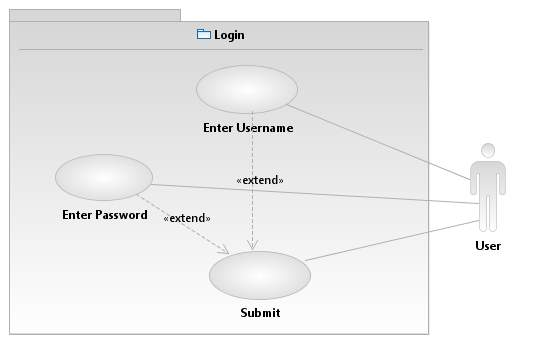 Login
Enter Username
«extend»
Enter Password
«extend»
User
Submit